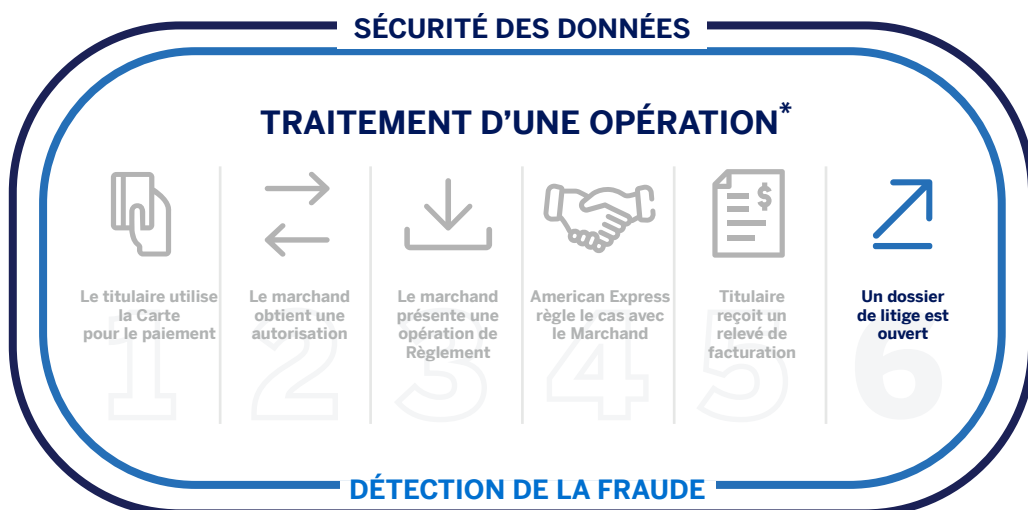 SÉCURITÉ DES DONNÉES
TRAITEMENT D'UNE OPÉRATION*
$
Le titulaire utilise
la Carte
pour le paiement
1
Le marchand
obtient une
autorisation
2
Le marchand
présente une
opération de
Règlement
3
American Express
règle le cas avec
le Marchand
4
Titulaire
reçoit un
relevé de
facturation
5
Un dossier
de litige est
ouvert
6
DÉTECTION DE LA FRAUDE